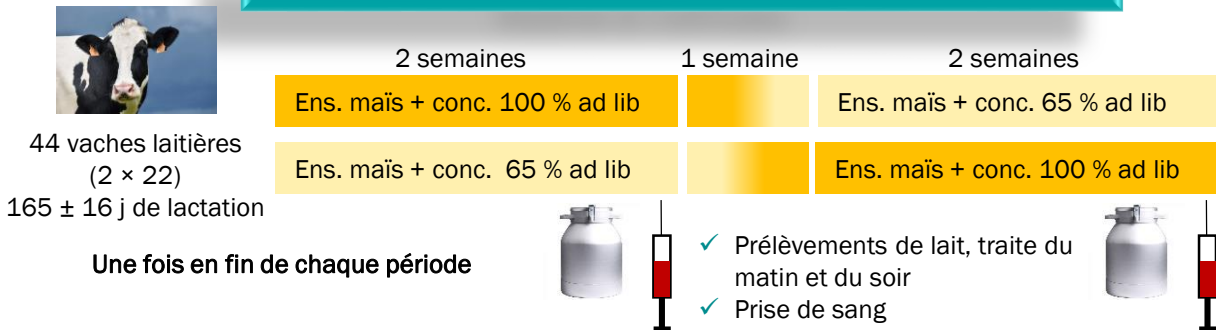 2 semaines
1 semaine
2 semaines
Ens. maïs + conc. 100 % ad lib
Ens. maïs + conc. 65 % ad lib
44 vaches laitières
(2 × 22)
165 ± 16 j de lactation
Ens. maïs + conc.  65 % ad lib
Ens. maïs + conc. 100 % ad lib
Une fois en fin de chaque période
✓ Prélèvements de lait, traite du
matin et du soir
✓ Prise de sang